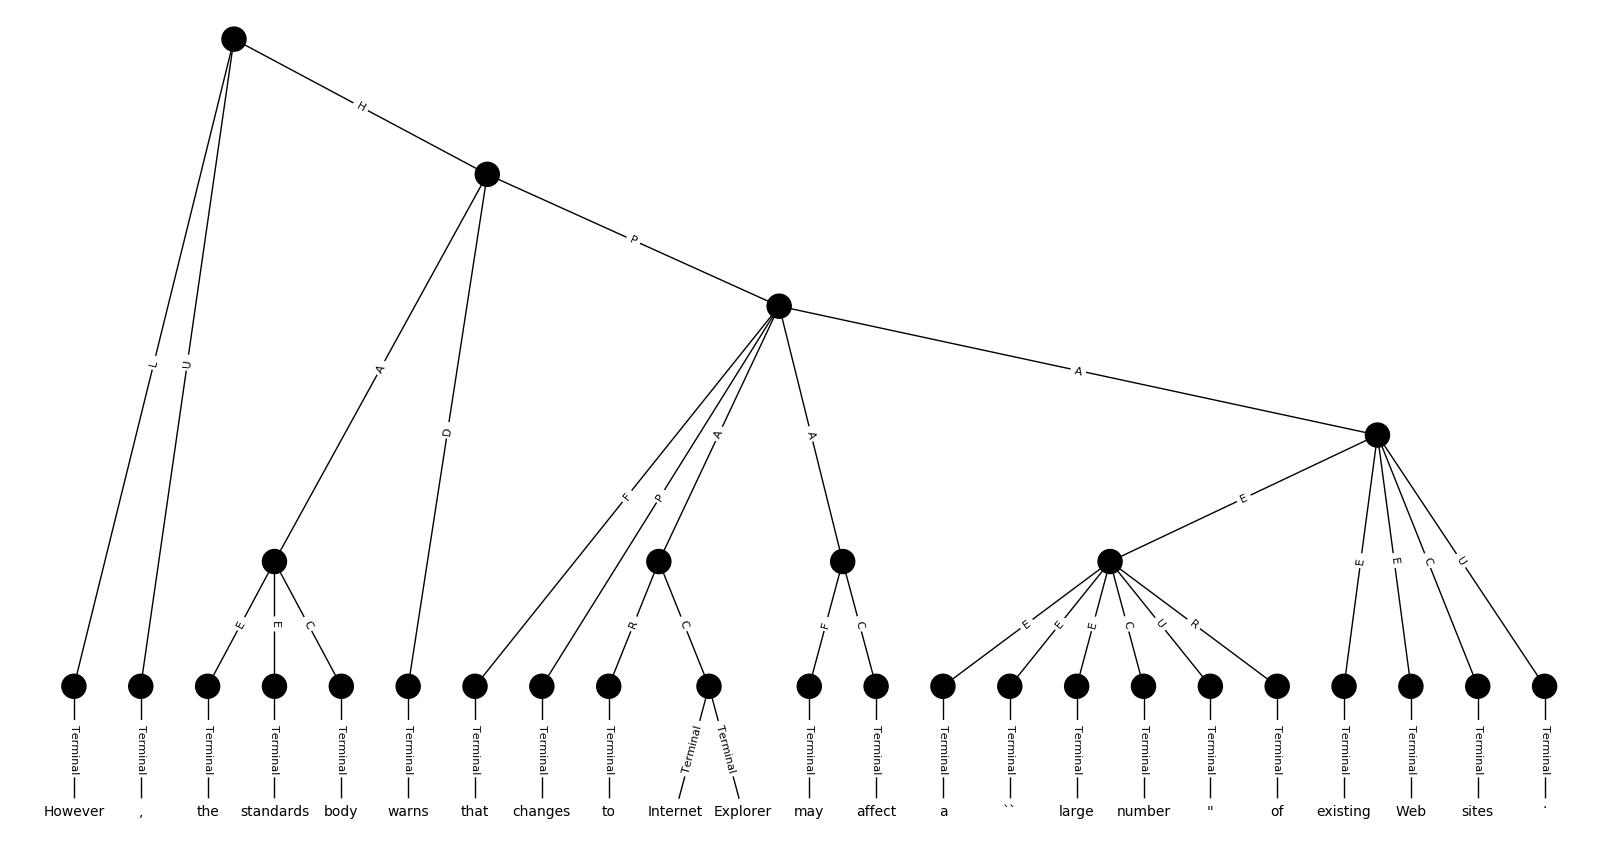 H
P
L
U
A
D
A
F
P
A
A
E
E
E
C
U
E
E
C
R
C
F
C
E
E
E
C
U
R
Terminal Terminal Terminal Terminal Terminal Terminal Terminal Terminal Terminal Terminal Terminal Terminal Terminal Terminal Terminal Terminal Terminal Terminal Terminal Terminal Terminal Terminal Terminal
However , the standards body warns that changes to Internet Explorer may affect a `` large number " of existing Web sites .